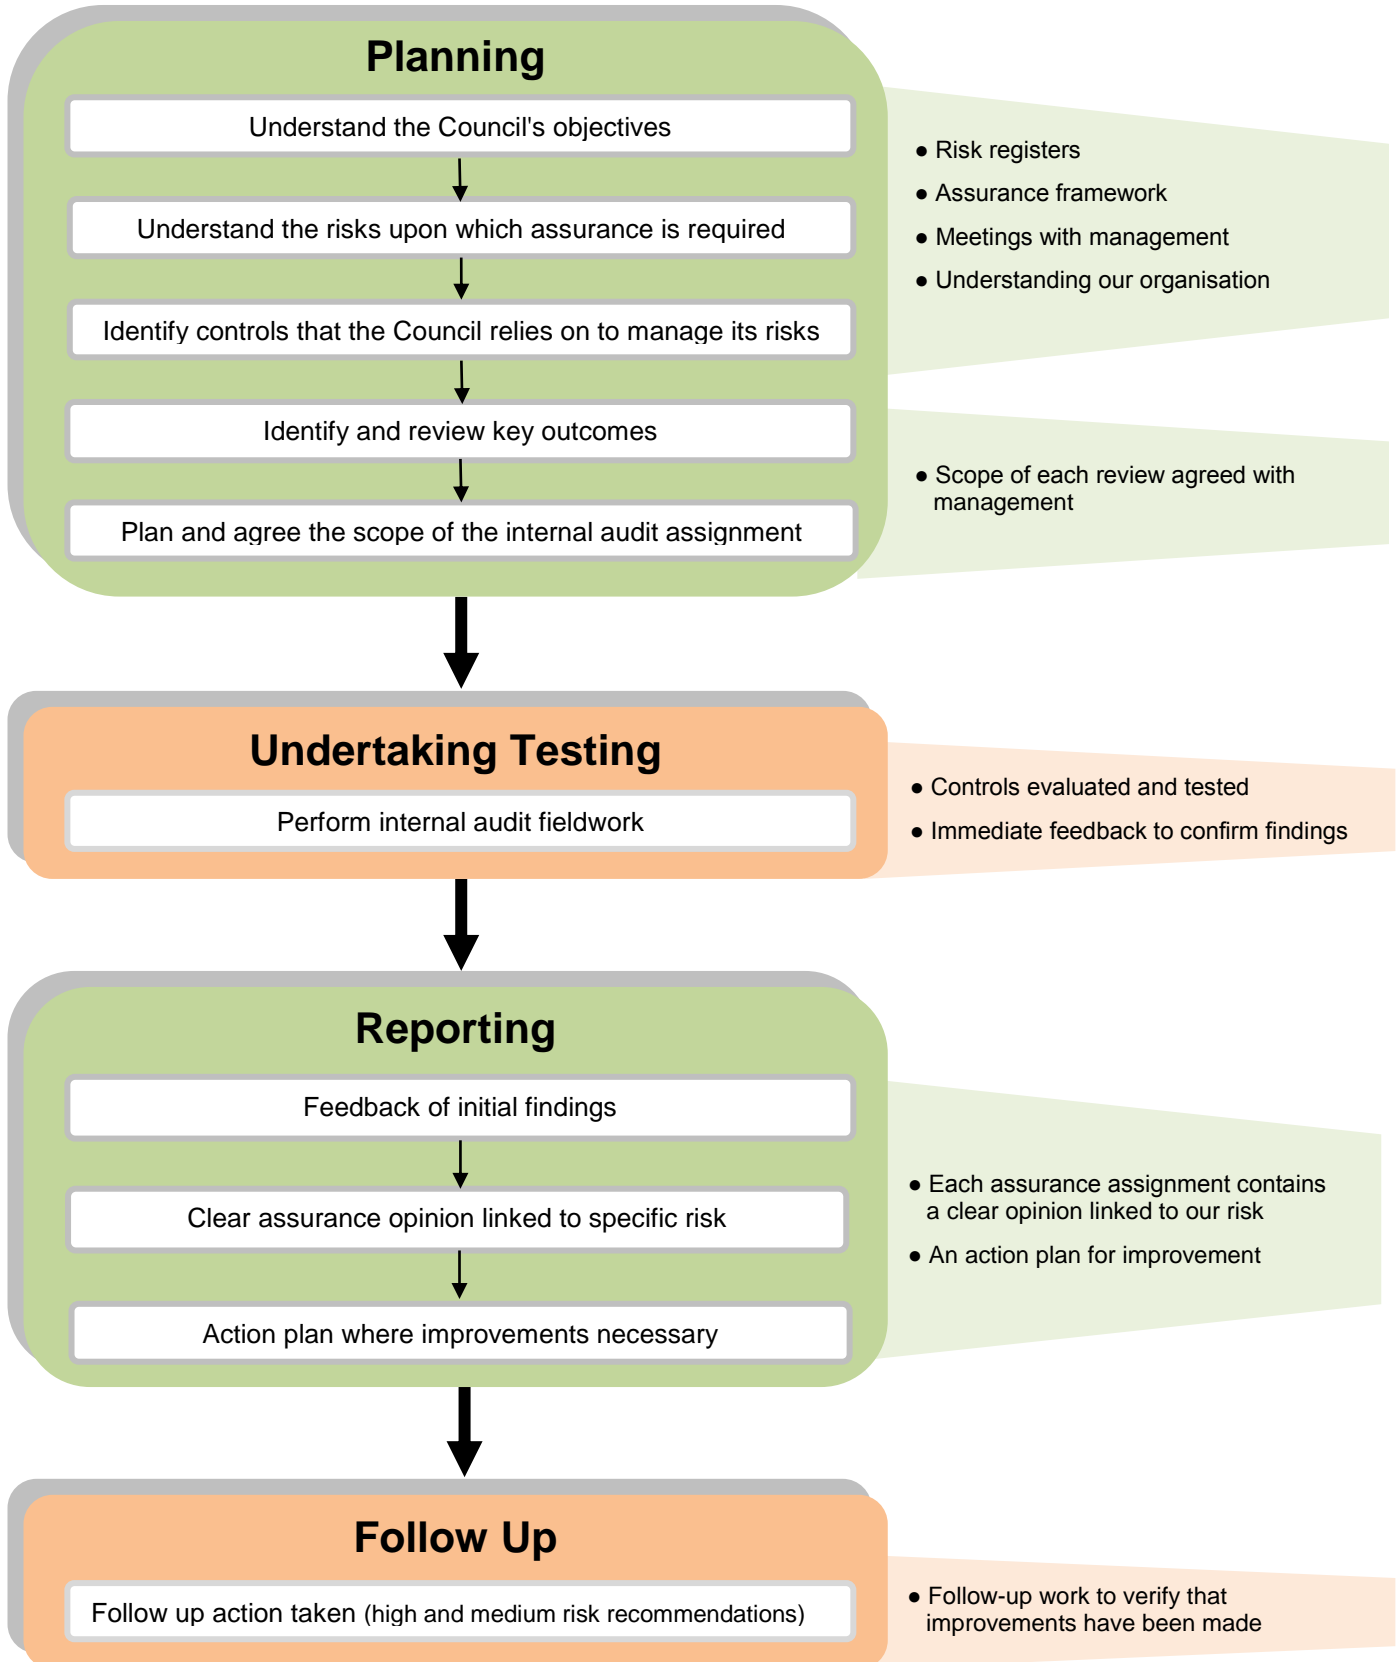 Planning
Understand the Council's objectives
Understand the risks upon which assurance is required
Identify controls that the Council relies on to manage its risks
Identify and review key outcomes
Plan and agree the scope of the internal audit assignment
● Risk registers
● Assurance framework
● Meetings with management
● Understanding our organisation
● Scope of each review agreed with
management
Undertaking Testing
Perform internal audit fieldwork
● Controls evaluated and tested
● Immediate feedback to confirm findings
Reporting
Feedback of initial findings
Clear assurance opinion linked to specific risk
Action plan where improvements necessary
● Each assurance assignment contains
a clear opinion linked to our risk
● An action plan for improvement
Follow Up
Follow up action taken (high and medium risk recommendations)
● Follow-up work to verify that
improvements have been made